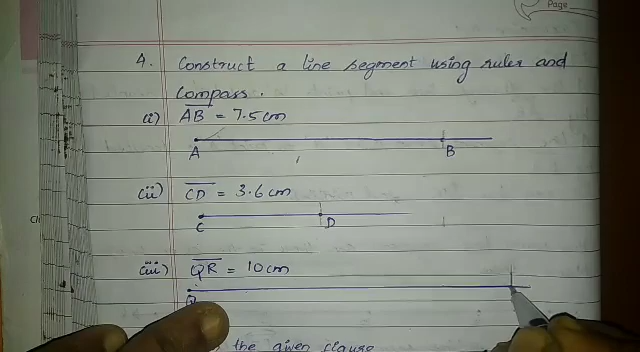 Page
4. Construct a line segment using ruler and
compass.
(i) AB = 7.5 cm
A B
(ii) CD = 3.6 cm
C D
(iii) QR = 10 cm
Q
the given clause